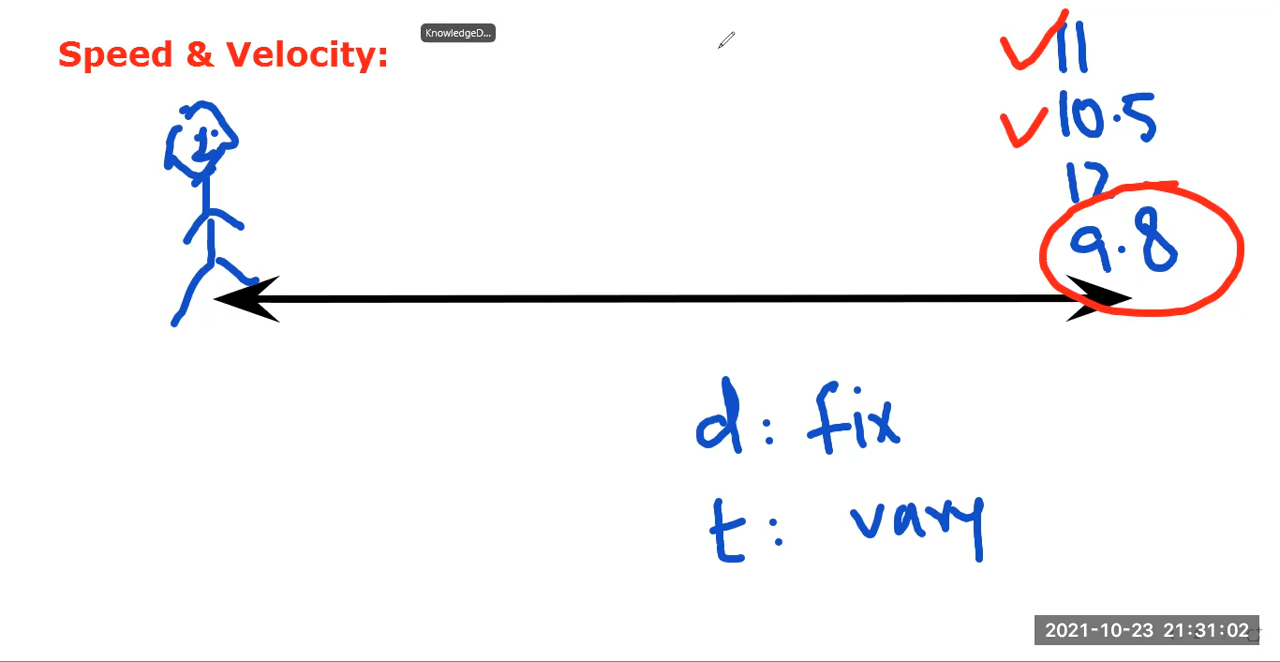 KnowledgeD...
Speed & Velocity:
11
10.5
12
9.8
d: fix
t: vary
2021-10-23 21:31:02